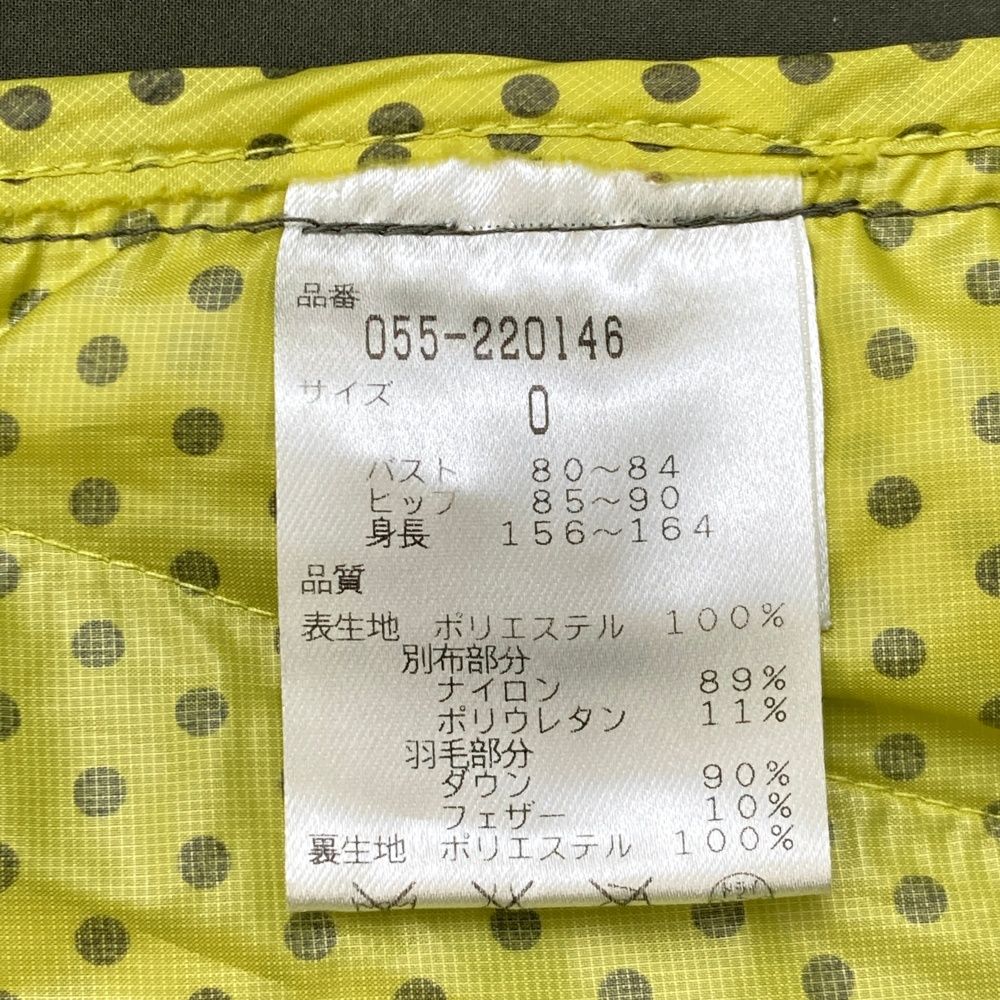 品番
055-220146
サイズ 0
バスト 80～84
ヒップ 85～90
身長 156～164
品質
表生地 ポリエステル 100%
別布部分
ナイロン 89%
ポリウレタン 11%
羽毛部分
ダウン 90%
フェザー 10%
裏生地 ポリエステル 100%
ドライ